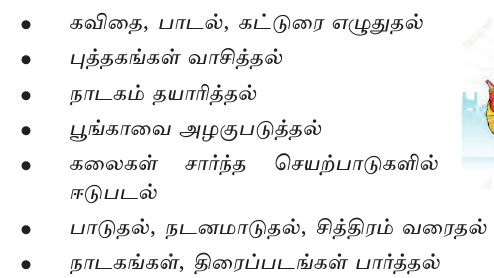 • கவிதை, பாடல், கட்டுரை எழுதுதல்
• புத்தகங்கள் வாசித்தல்
• நாடகம் தயாரித்தல்
• பூங்காவை அழகுபடுத்தல்
• கலைகள் சார்ந்த செயற்பாடுகளில்
ஈடுபடல்
• பாடுதல், நடனமாடுதல், சித்திரம் வரைதல்
• நாடகங்கள், திரைப்படங்கள் பார்த்தல்